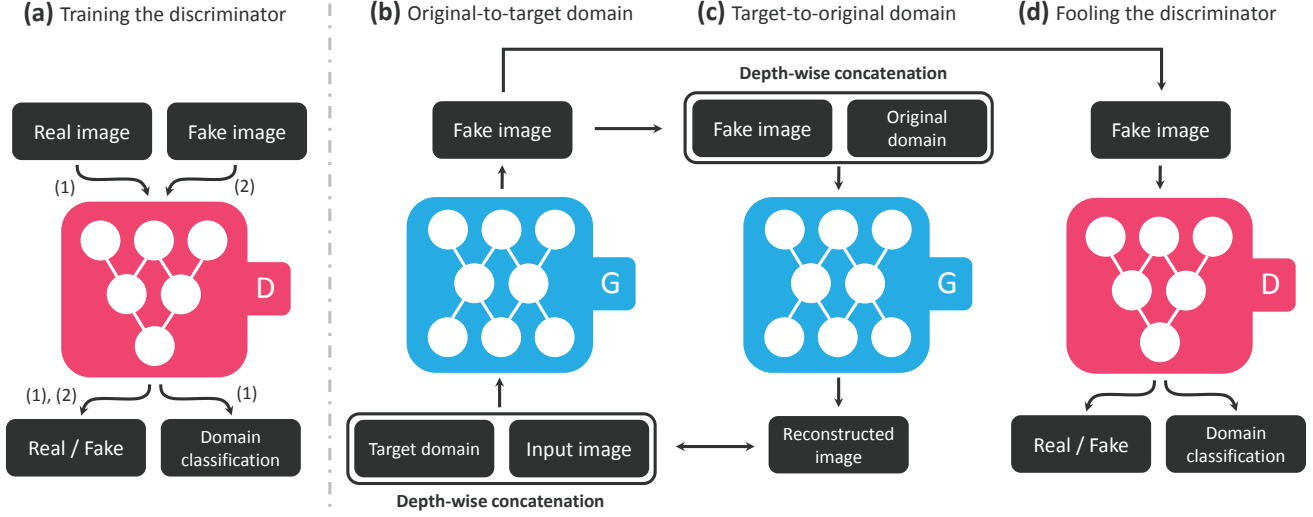 (a) Training the discriminator
Real image
Fake image
(1)
(2)
D
(1), (2)
(1)
Real / Fake
Domain
classification
(b) Original-to-target domain
Fake image
G
Target domain
Input image
Depth-wise concatenation
(c) Target-to-original domain
Depth-wise concatenation
Fake image
Original
domain
G
Reconstructed
image
(d) Fooling the discriminator
Fake image
D
Real / Fake
Domain
classification